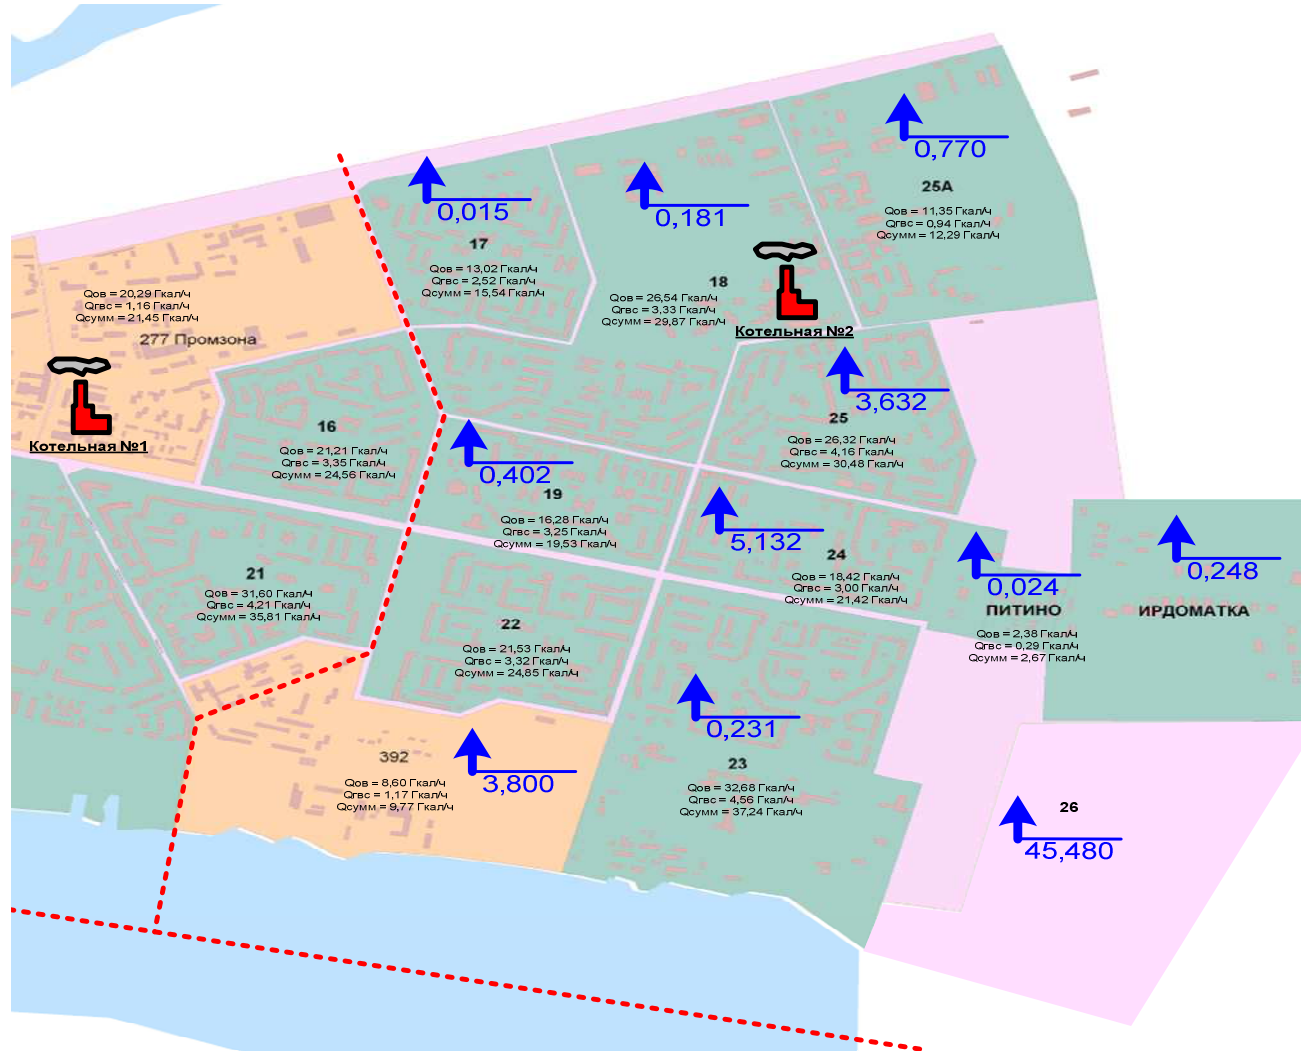 0,770
25А
Qов = 11,35 Гкал/ч
Qгвс = 0,94 Гкал/ч
Qсумм = 12,29 Гкал/ч
0,015
17
Qов = 13,02 Гкал/ч
Qгвс = 2,52 Гкал/ч
Qсумм = 15,54 Гкал/ч
0,181
18
Qов = 26,54 Гкал/ч
Qгвс = 3,33 Гкал/ч
Qсумм = 29,87 Гкал/ч
Котельная №2
Qов = 20,29 Гкал/ч
Qгвс = 1,16 Гкал/ч
Qсумм = 21,45 Гкал/ч
277 Промзона
Котельная №1
16
Qов = 21,21 Гкал/ч
Qгвс = 3,35 Гкал/ч
Qсумм = 24,56 Гкал/ч
3,632
25
Qов = 26,32 Гкал/ч
Qгвс = 4,16 Гкал/ч
Qсумм = 30,48 Гкал/ч
0,402
19
Qов = 16,28 Гкал/ч
Qгвс = 3,25 Гкал/ч
Qсумм = 19,53 Гкал/ч
5,132
24
Qов = 18,42 Гкал/ч
Qгвс = 3,00 Гкал/ч
Qсумм = 21,42 Гкал/ч
0,024
ПИТИНО
Qов = 2,38 Гкал/ч
Qгвс = 0,29 Гкал/ч
Qсумм = 2,67 Гкал/ч
0,248
ИРДОМАТКА
21
Qов = 31,60 Гкал/ч
Qгвс = 4,21 Гкал/ч
Qсумм = 35,81 Гкал/ч
22
Qов = 21,53 Гкал/ч
Qгвс = 3,32 Гкал/ч
Qсумм = 24,85 Гкал/ч
0,231
23
Qов = 32,68 Гкал/ч
Qгвс = 4,56 Гкал/ч
Qсумм = 37,24 Гкал/ч
392
Qов = 8,60 Гкал/ч
Qгвс = 1,17 Гкал/ч
Qсумм = 9,77 Гкал/ч
3,800
26
45,480